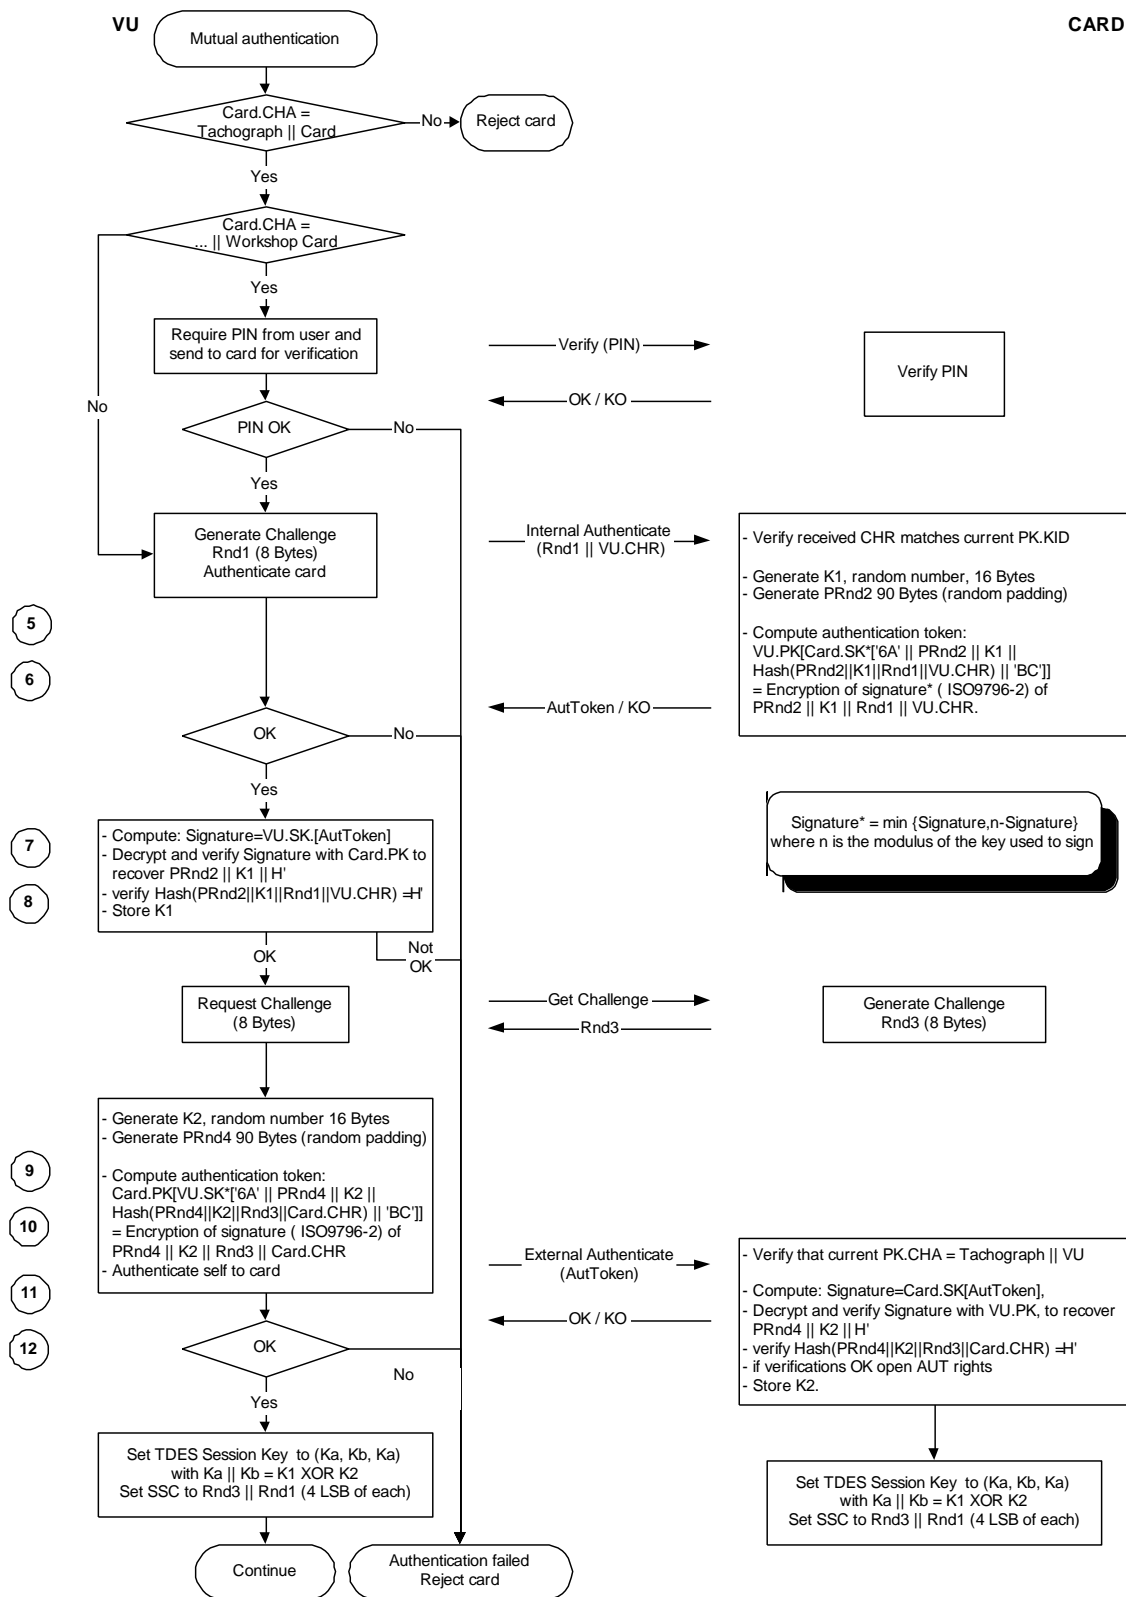 VU
CARD
Mutual authentication
Card.CHA =
Tachograph || Card
No
Reject card
Yes
Card.CHA =
... || Workshop Card
Yes
Require PIN from user and
send to card for verification
Verify (PIN)
Verify PIN
OK / KO
No
PIN OK
No
Yes
Generate Challenge
Rnd1 (8 Bytes)
Authenticate card
Internal Authenticate
(Rnd1 || VU.CHR)
- Verify received CHR matches current PK.KID
- Generate K1, random number, 16 Bytes
- Generate PRnd2 90 Bytes (random padding)
- Compute authentication token:
VU.PK[Card.SK*['6A' || PRnd2 || K1 ||
Hash(PRnd2||K1||Rnd1||VU.CHR) || 'BC']]
= Encryption of signature* ( ISO9796-2) of
PRnd2 || K1 || Rnd1 || VU.CHR.
5
6
AutToken / KO
OK
No
Yes
Signature* = min {Signature,n-Signature}
where n is the modulus of the key used to sign
7
8
- Compute: Signature=VU.SK.[AutToken]
- Decrypt and verify Signature with Card.PK to
recover PRnd2 || K1 || H'
- verify Hash(PRnd2||K1||Rnd1||VU.CHR) =H'
- Store K1
OK
Not
OK
Request Challenge
(8 Bytes)
Get Challenge
Rnd3
Generate Challenge
Rnd3 (8 Bytes)
- Generate K2, random number 16 Bytes
- Generate PRnd4 90 Bytes (random padding)
- Compute authentication token:
Card.PK[VU.SK*['6A' || PRnd4 || K2 ||
Hash(PRnd4||K2||Rnd3||Card.CHR) || 'BC']]
= Encryption of signature ( ISO9796-2) of
PRnd4 || K2 || Rnd3 || Card.CHR
- Authenticate self to card
9
10
11
12
External Authenticate
(AutToken)
OK / KO
- Verify that current PK.CHA = Tachograph || VU
- Compute: Signature=Card.SK[AutToken],
- Decrypt and verify Signature with VU.PK, to recover
PRnd4 || K2 || H'
- verify Hash(PRnd4||K2||Rnd3||Card.CHR) =H'
- if verifications OK open AUT rights
- Store K2.
OK
No
Yes
Set TDES Session Key to (Ka, Kb, Ka)
with Ka || Kb = K1 XOR K2
Set SSC to Rnd3 || Rnd1 (4 LSB of each)
Set TDES Session Key to (Ka, Kb, Ka)
with Ka || Kb = K1 XOR K2
Set SSC to Rnd3 || Rnd1 (4 LSB of each)
Continue
Authentication failed
Reject card